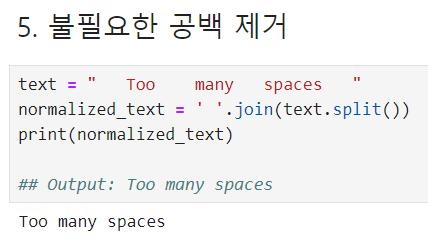 5. 불필요한 공백 제거
text = "   Too    many   spaces   "
normalized_text = ' '.join(text.split())
print(normalized_text)
## Output: Too many spaces
Too many spaces